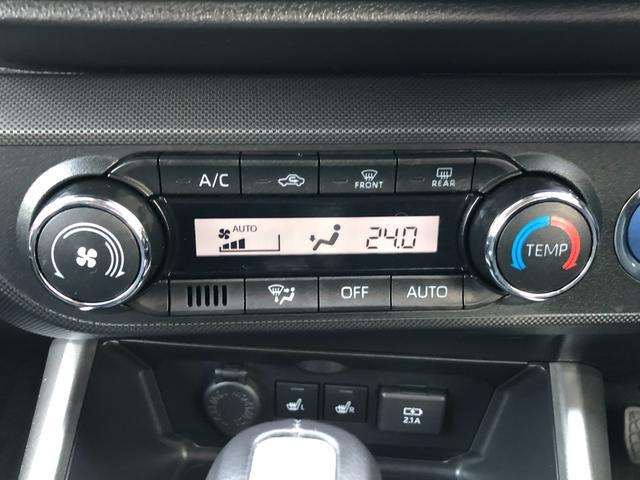 A/C
FRONT
REAR
AUTO
24.0
TEMP
OFF
AUTO
L
R
2.1A